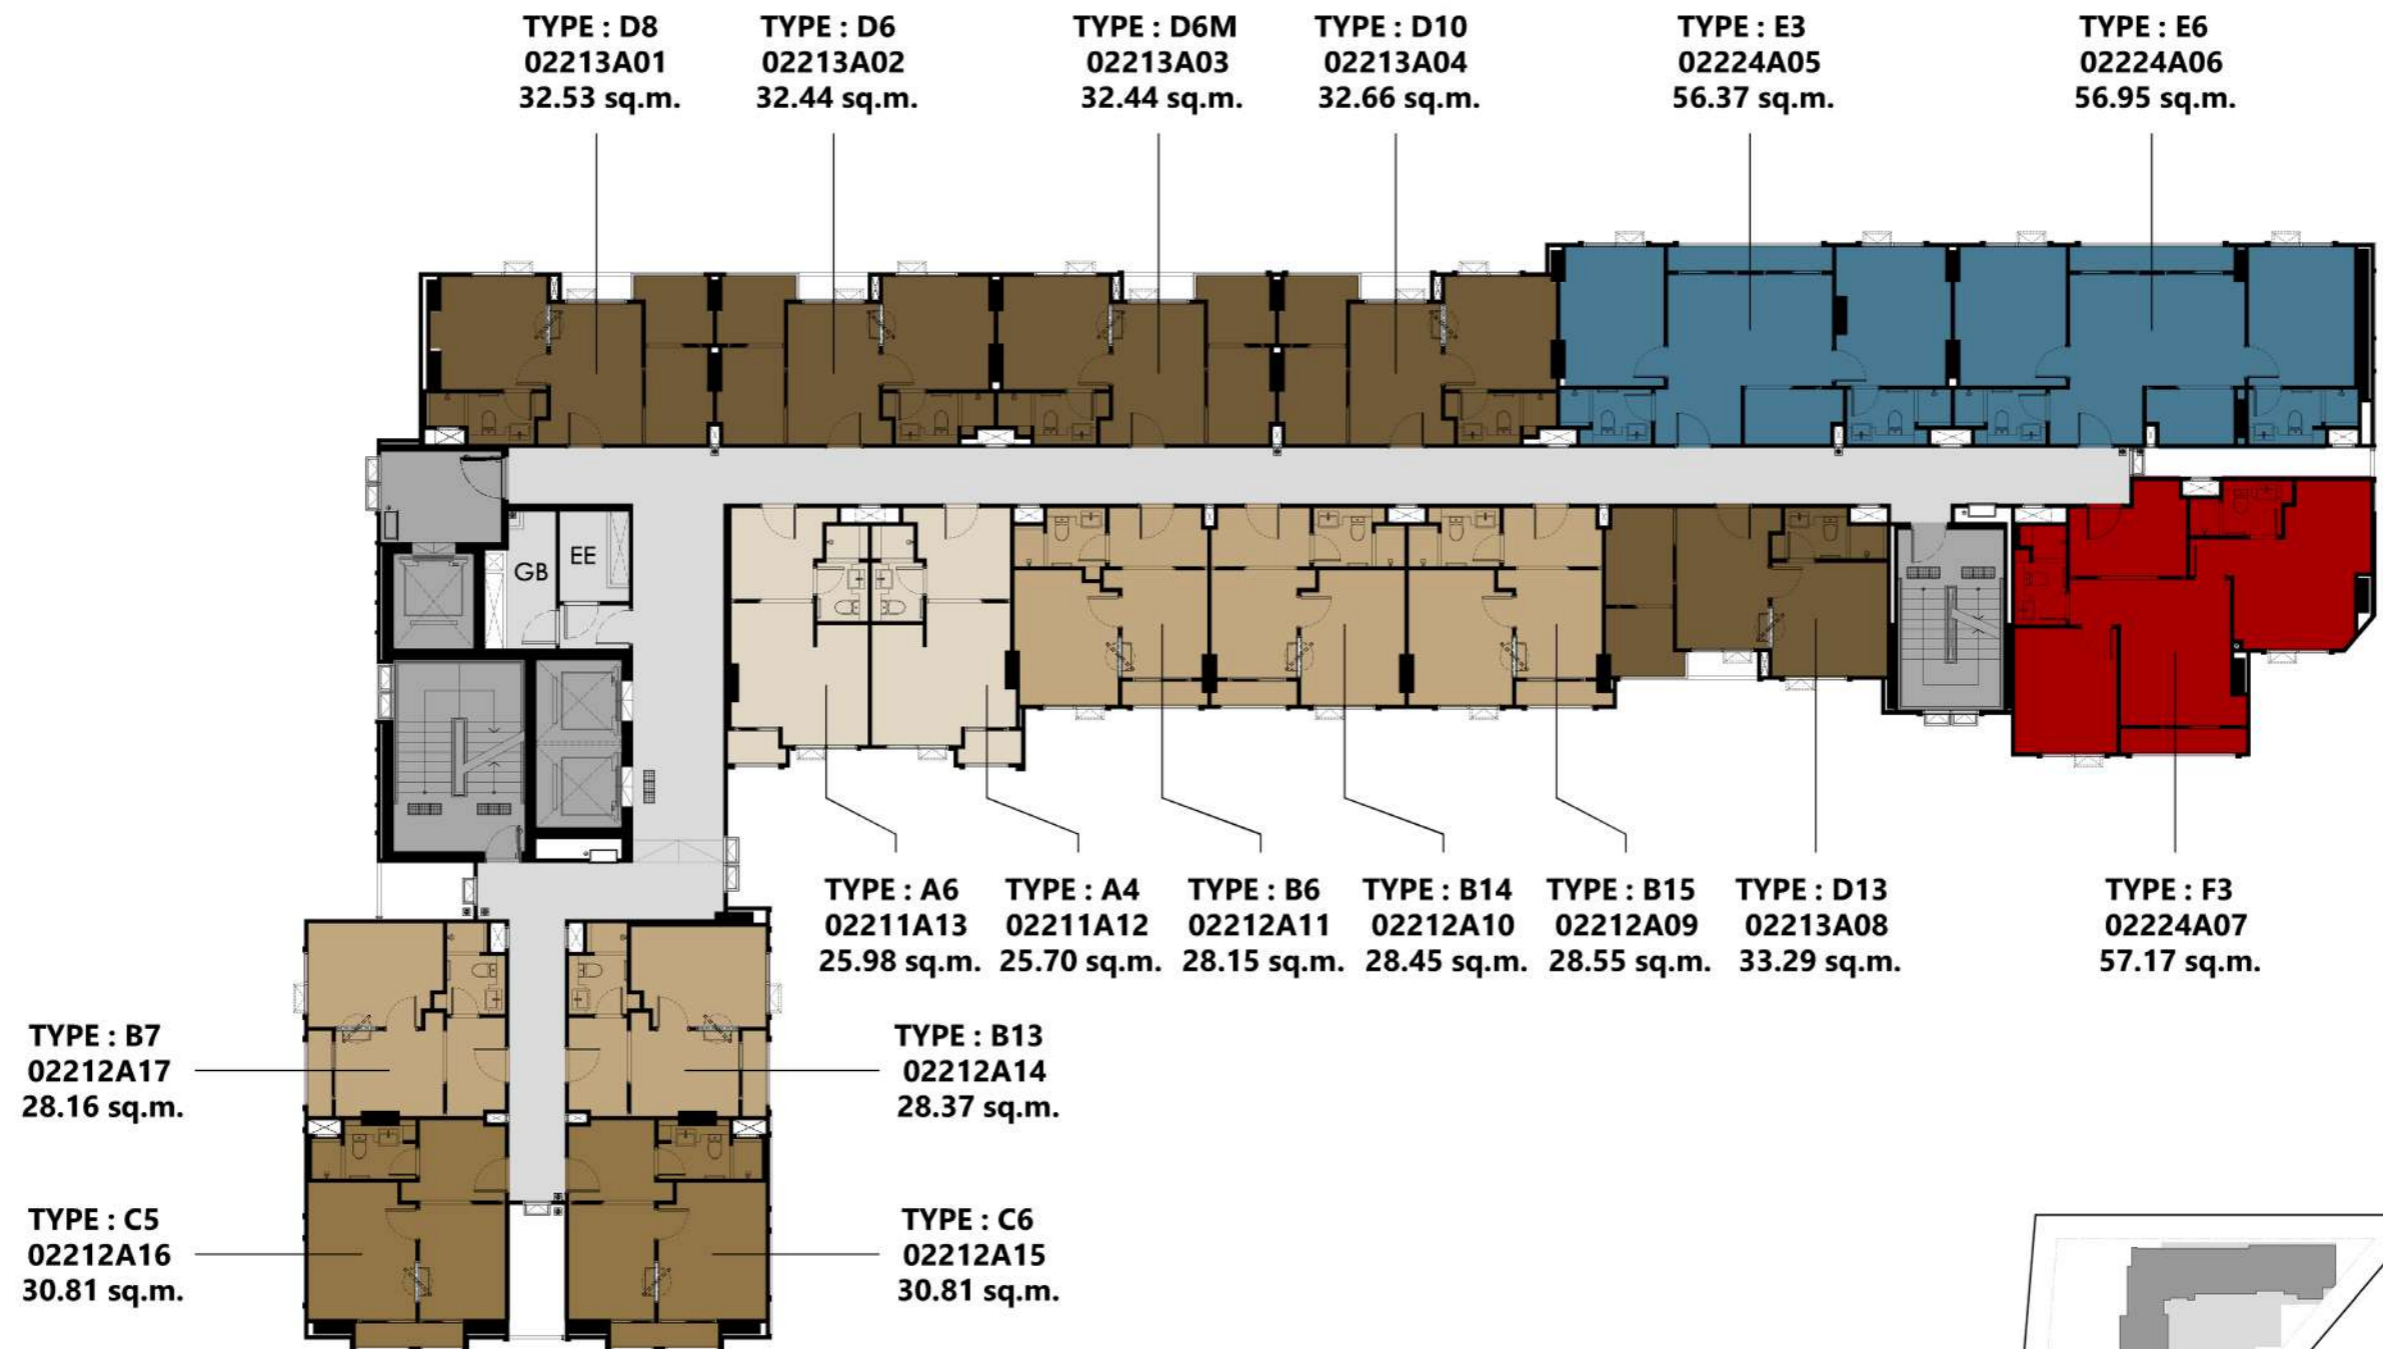 TYPE : D8
02213A01
32.53 sq.m.
TYPE : D6
02213A02
32.44 sq.m.
TYPE : D6M
02213A03
32.44 sq.m.
TYPE : D10
02213A04
32.66 sq.m.
TYPE : E3
02224A05
56.37 sq.m.
TYPE : E6
02224A06
56.95 sq.m.
GB
EE
TYPE : A6
02211A13
25.98 sq.m.
TYPE : A4
02211A12
25.70 sq.m.
TYPE : B6
02212A11
28.15 sq.m.
TYPE : B14
02212A10
28.45 sq.m.
TYPE : B15
02212A09
28.55 sq.m.
TYPE : D13
02213A08
33.29 sq.m.
TYPE : F3
02224A07
57.17 sq.m.
TYPE : B7
02212A17
28.16 sq.m.
TYPE : B13
02212A14
28.37 sq.m.
TYPE : C5
02212A16
30.81 sq.m.
TYPE : C6
02212A15
30.81 sq.m.